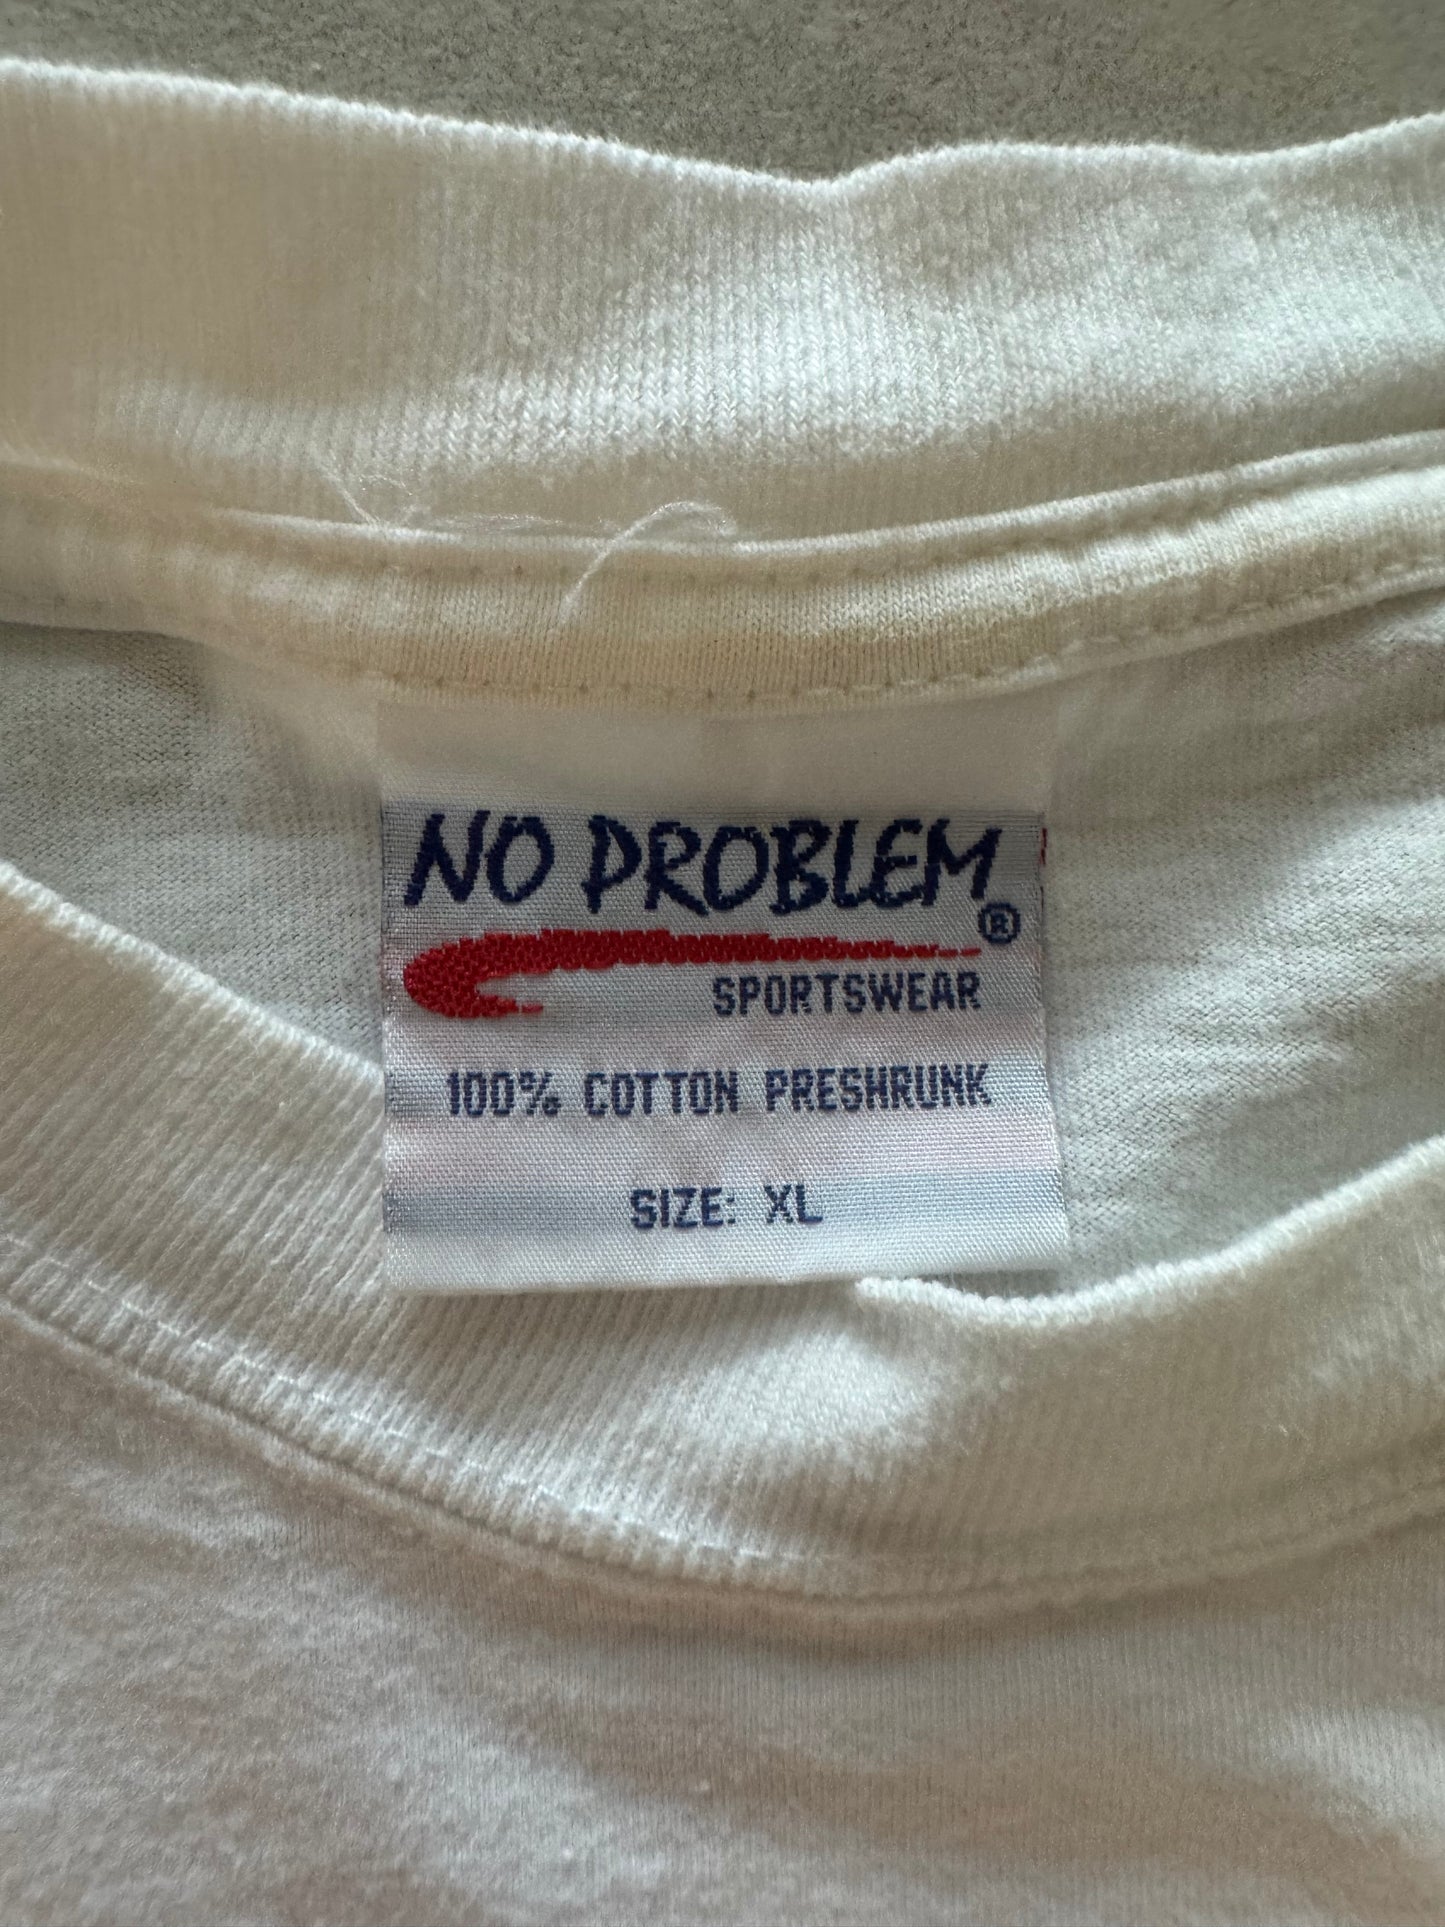 NO PROBLEM
®
SPORTSWEAR
100% COTTON PRESHRUNK
SIZE: XL